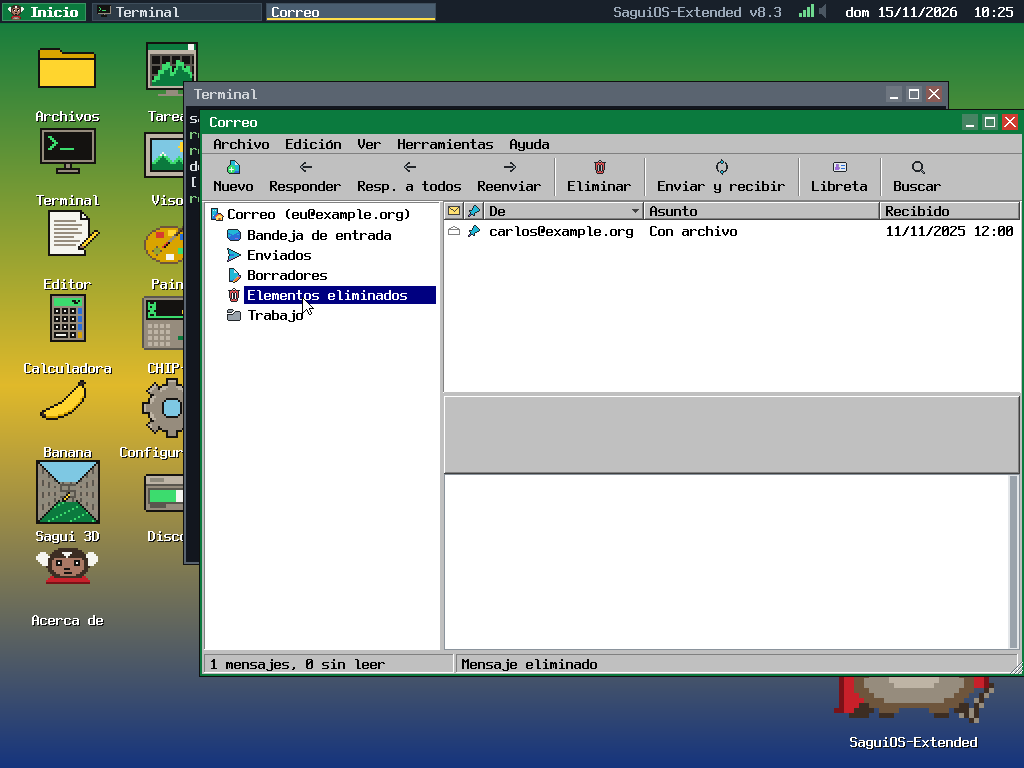 Inicio
Terminal
Correo
SaguiOS-Extended v8.3
dom 15/11/2026
10:25
Archivos
Terminal
Editor
Calculadora
CHIP
Banana
Configur
Sagui 3D
Acerca de
Terminal
Correo
Archivo Edición Ver Herramientas Ayuda
Nuevo Responder Resp. a todos Reenviar Eliminar Enviar y recibir Libreta Buscar
Correo (eu@example.org)
Bandeja de entrada
Enviados
Borradores
Elementos eliminados
Trabajo
De Asunto Recibido
carlos@example.org Con archivo 11/11/2025 12:00
1 mensajes, 0 sin leer
Mensaje eliminado
SaguiOS-Extended